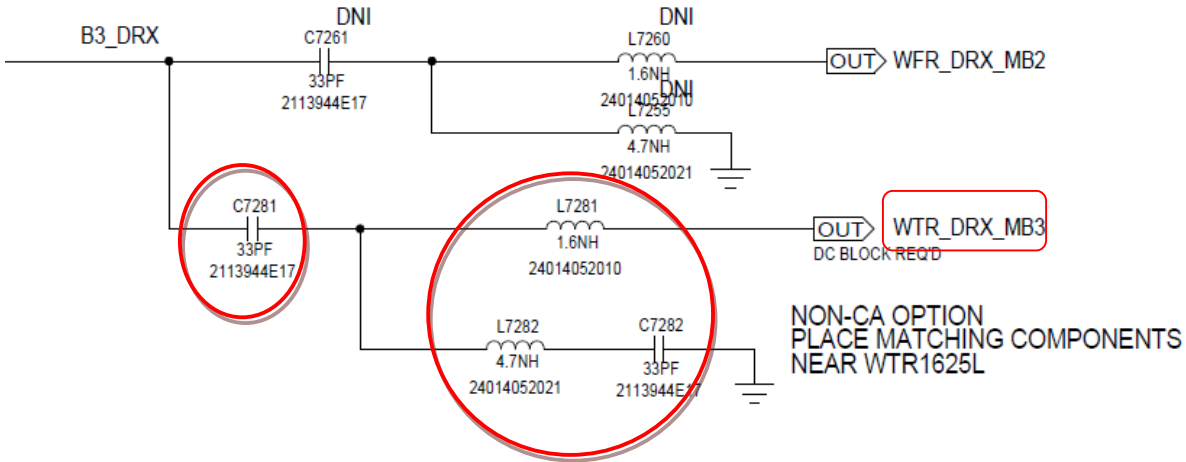 DNI
DNI
B3_DRX
C7261
L7260
OUT
WFR_DRX_MB2
33PF
1.6NH
2113944E17
DNI
24014052010
L7255
4.7NH
24014052021
C7281
L7281
OUT
WTR_DRX_MB3
33PF
1.6NH
DC BLOCK REQ'D
2113944E17
24014052010
L7282
C7282
NON-CA OPTION
PLACE MATCHING COMPONENTS
NEAR WTR1625L
4.7NH
33PF
24014052021
2113944E17